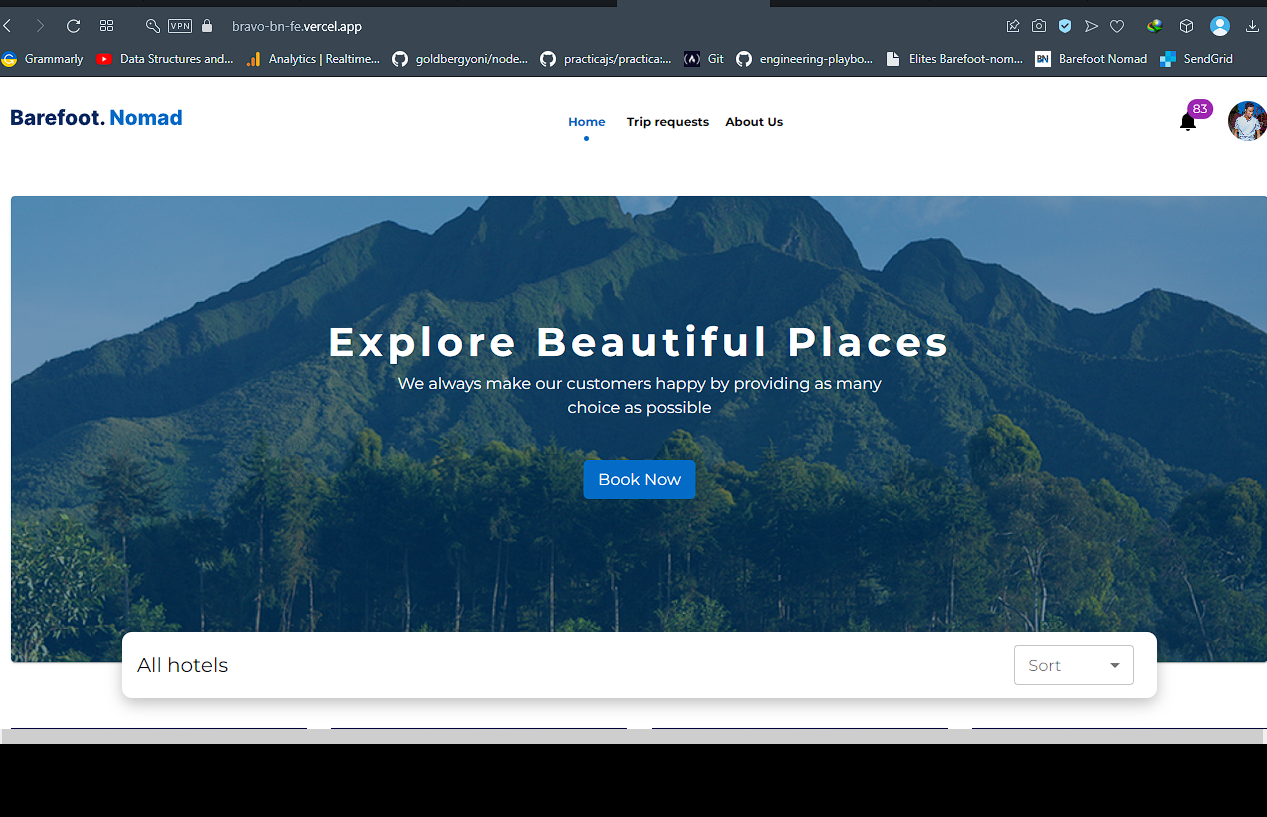 VPN
bravo-bn-fe.vercel.app
Grammarly
Data Structures and...
Analytics | Realtime...
goldbergyoni/node...
practicajs/practica:...
Git
engineering-playbo...
Elites Barefoot-nom...
BN
Barefoot Nomad
SendGrid
Barefoot. Nomad
Home
Trip requests
About Us
83
Explore Beautiful Places
We always make our customers happy by providing as many
choice as possible
Book Now
All hotels
Sort